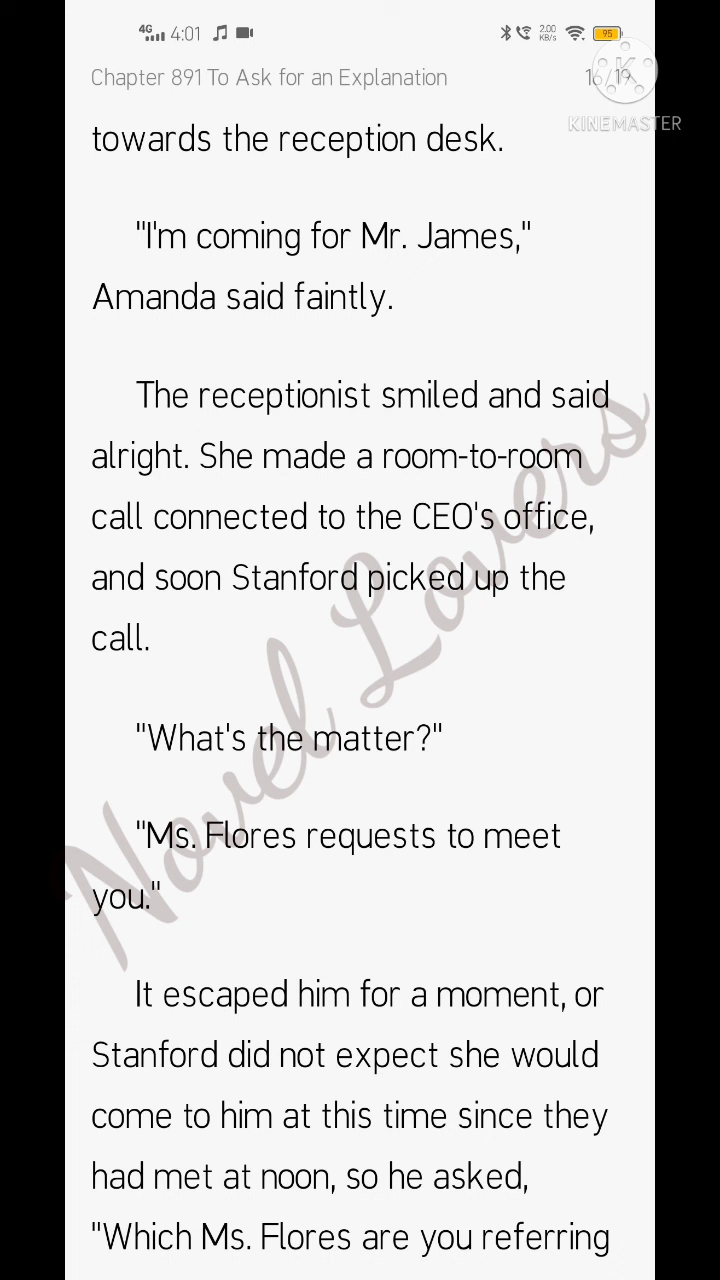 4G 4:01 2.00 KB/s 95
Chapter 891 To Ask for an Explanation 16/19
KINEMASTER
towards the reception desk.
"I'm coming for Mr. James,"
Amanda said faintly.
The receptionist smiled and said
alright. She made a room-to-room
call connected to the CEO's office,
and soon Stanford picked up the
call.
"What's the matter?"
"Ms. Flores requests to meet
you."
It escaped him for a moment, or
Stanford did not expect she would
come to him at this time since they
had met at noon, so he asked,
"Which Ms. Flores are you referring
Novel Lovers